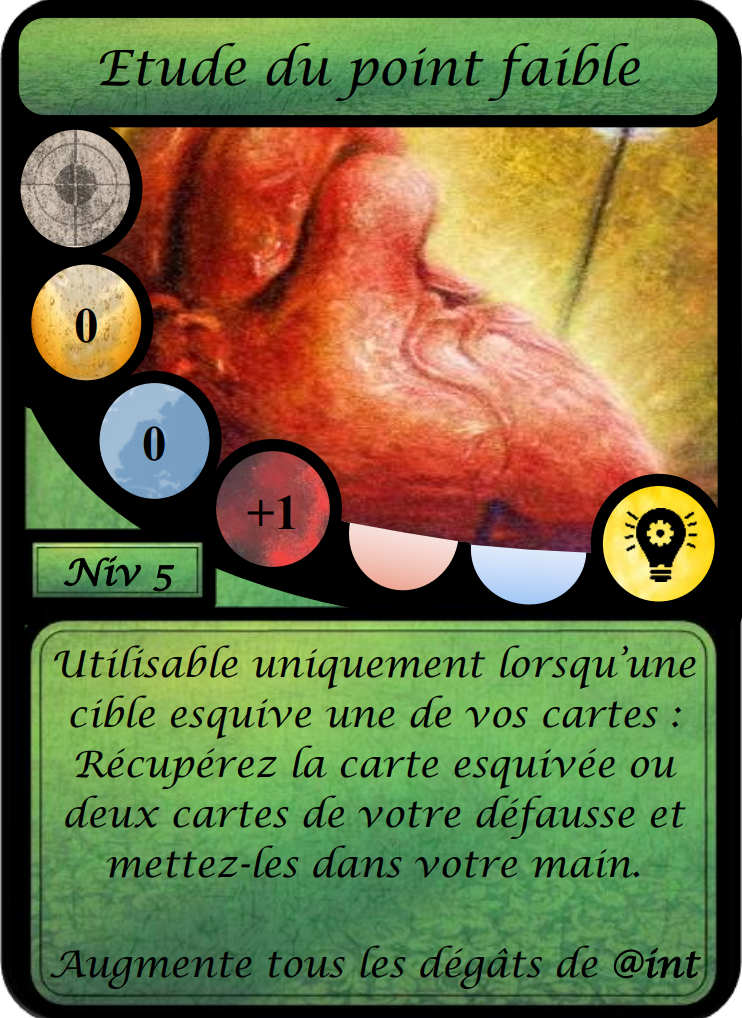 Etude du point faible
0
0
+1
Niv 5
Utilisable uniquement lorsqu'une
cible esquive une de vos cartes :
Récupérez la carte esquivée ou
deux cartes de votre défausse et
mettez-les dans votre main.
Augmente tous les dégâts de @int